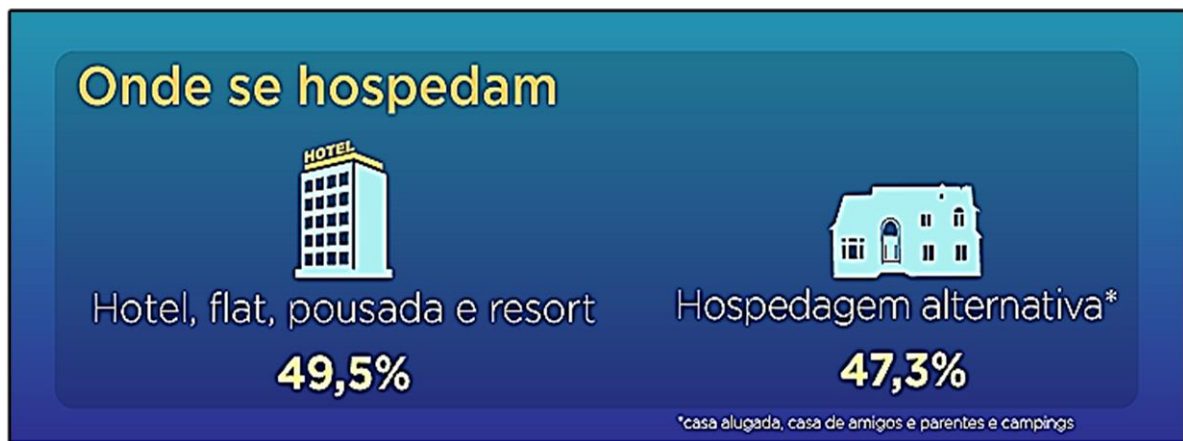 Onde se hospedam
HOTEL
Hotel, flat, pousada e resort
49,5%
Hospedagem alternativa*
47,3%
*casa alugada, casa de amigos e parentes e campings